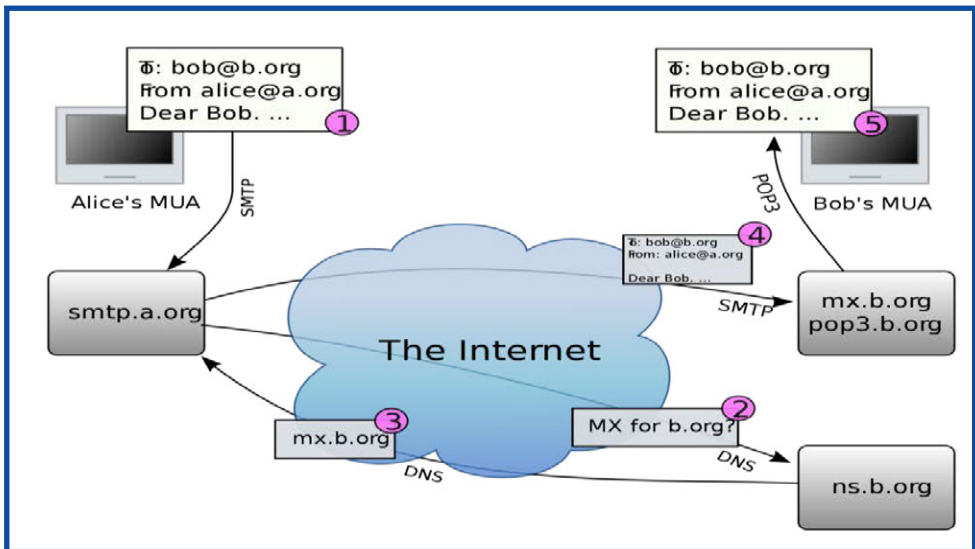 To: bob@b.org
From alice@a.org
Dear Bob. ...
1
Alice's MUA
SMTP
To: bob@b.org
From alice@a.org
Dear Bob. ...
5
Bob's MUA
POP3
To: bob@b.org
From: alice@a.org
Dear Bob. ...
4
SMTP
smtp.a.org
mx.b.org
pop3.b.org
The Internet
3
mx.b.org
DNS
2
MX for b.org?
DNS
ns.b.org